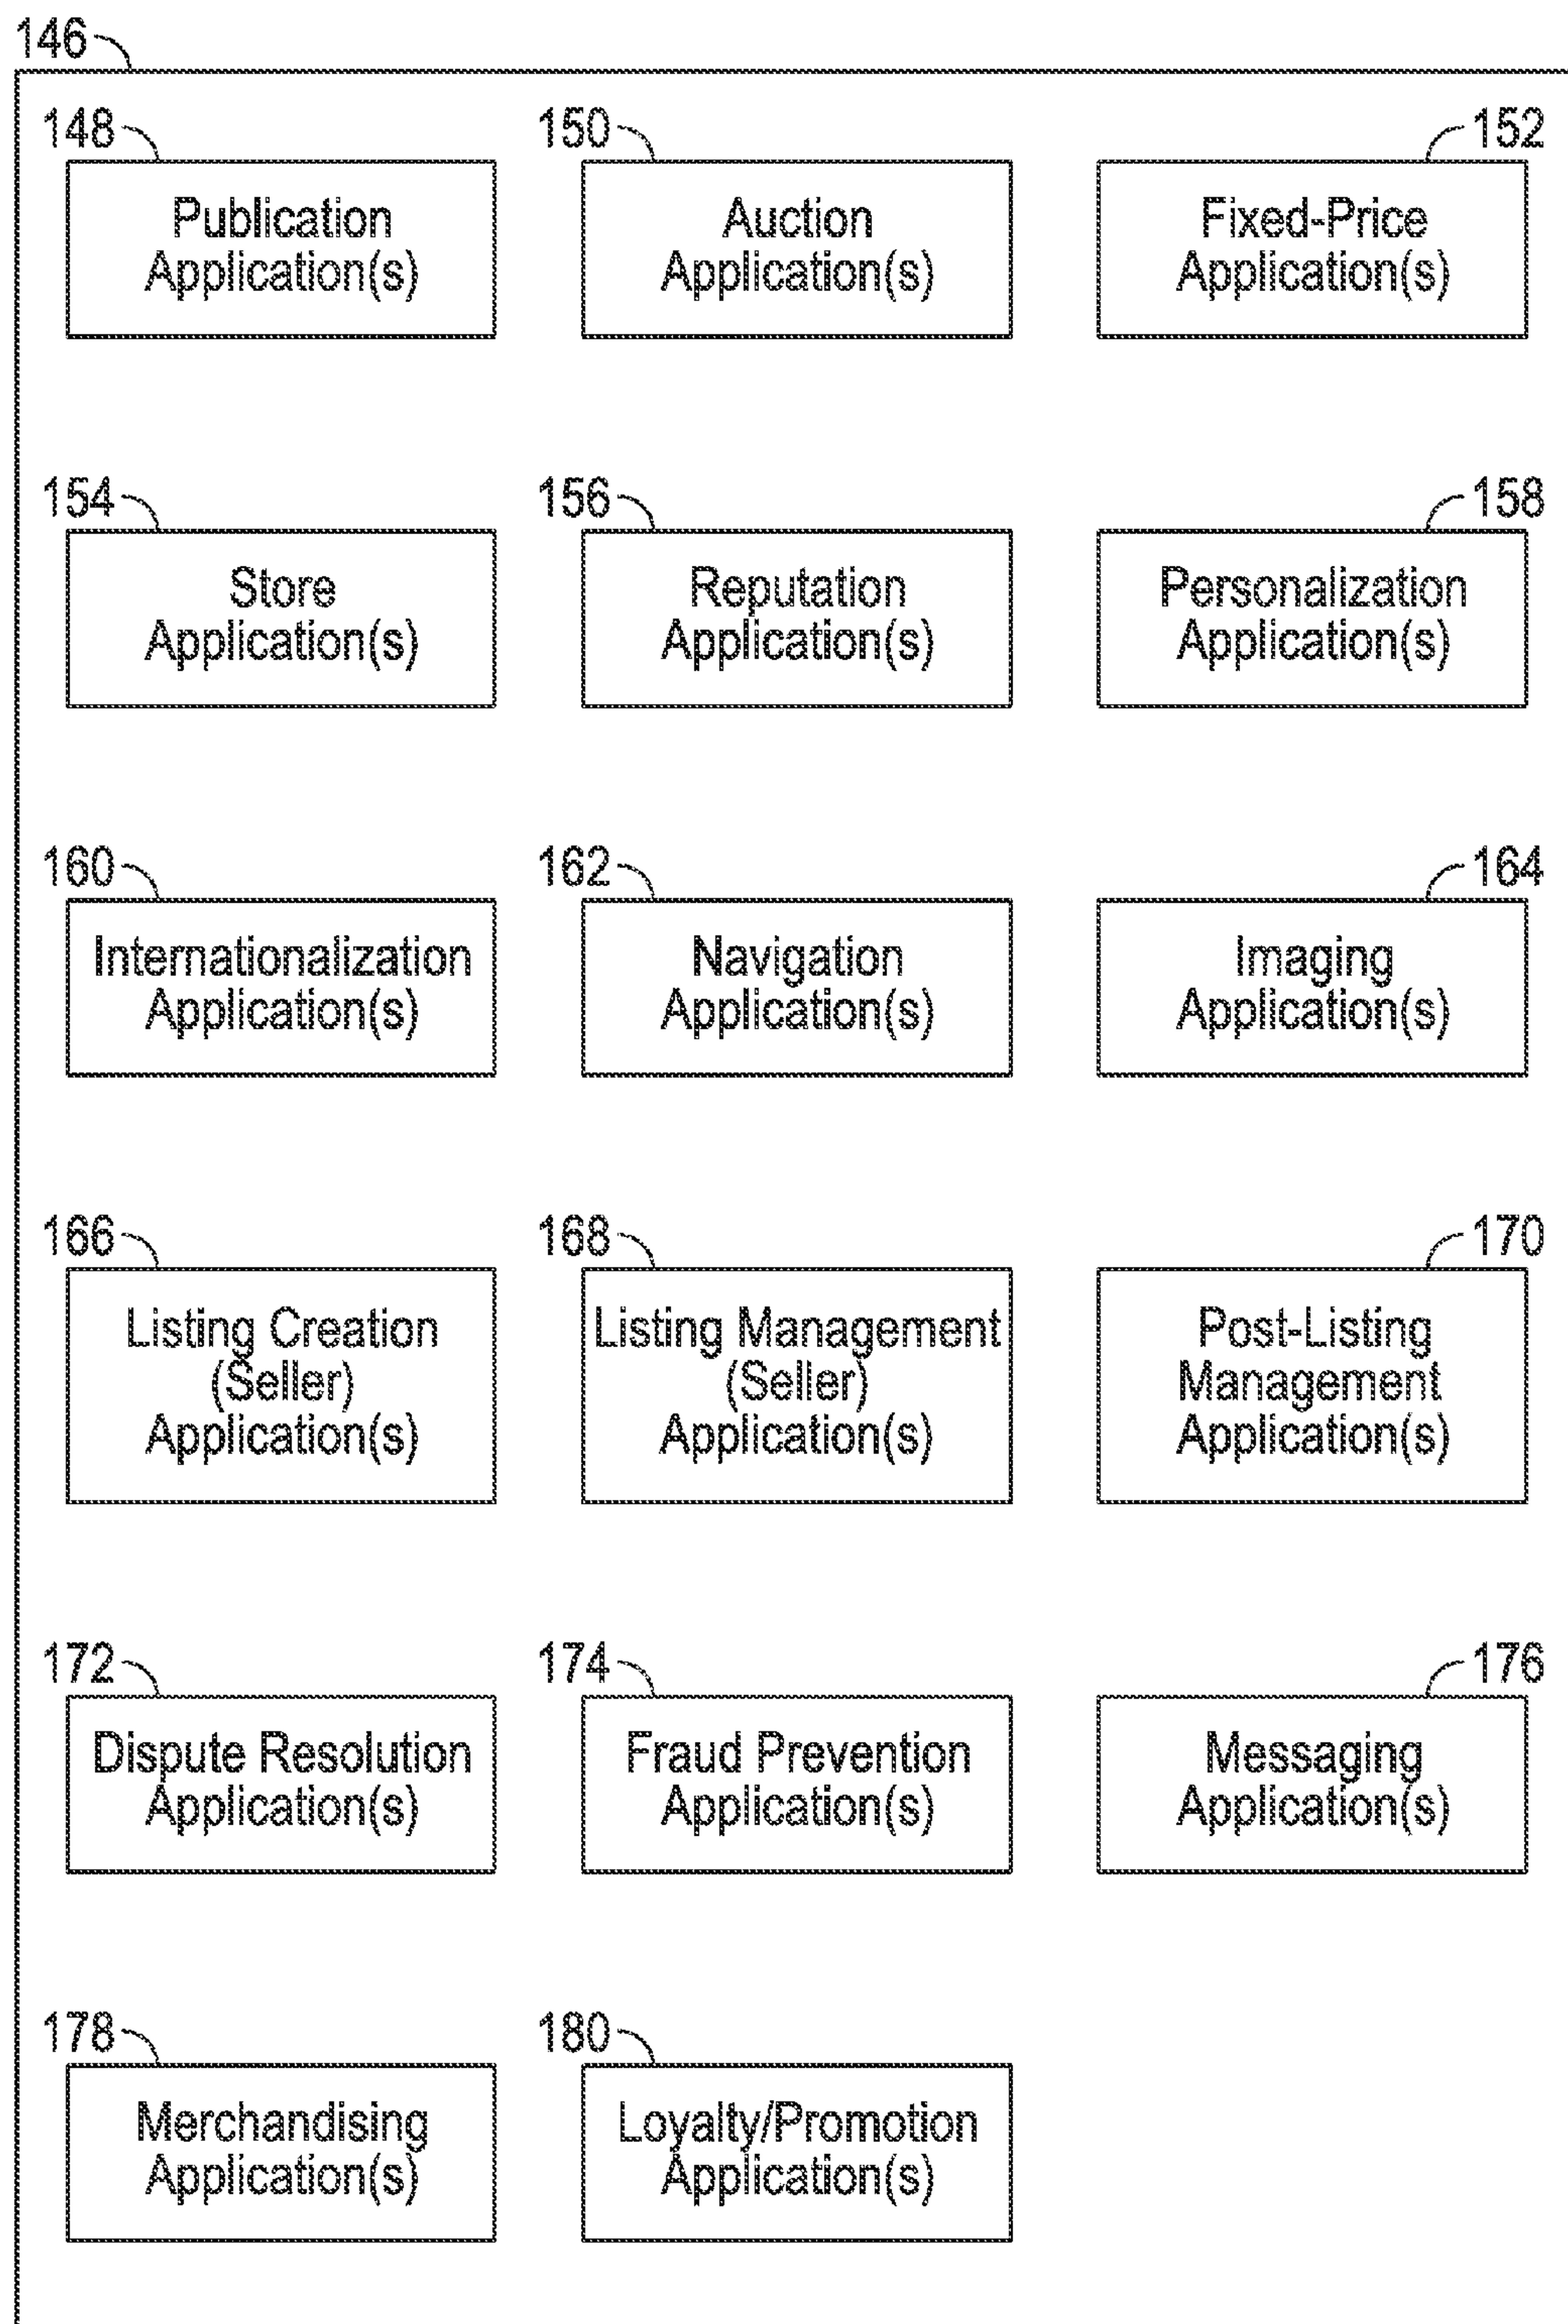 146
148
Publication
Application(s)
150
Auction
Application(s)
152
Fixed-Price
Application(s)
154
Store
Application(s)
156
Reputation
Application(s)
158
Personalization
Application(s)
160
Internationalization
Application(s)
162
Navigation
Application(s)
164
Imaging
Application(s)
166
Listing Creation
(Seller)
Application(s)
168
Listing Management
(Seller)
Application(s)
170
Post-Listing
Management
Application(s)
172
Dispute Resolution
Application(s)
174
Fraud Prevention
Application(s)
176
Messaging
Application(s)
178
Merchandising
Application(s)
180
Loyalty/Promotion
Application(s)